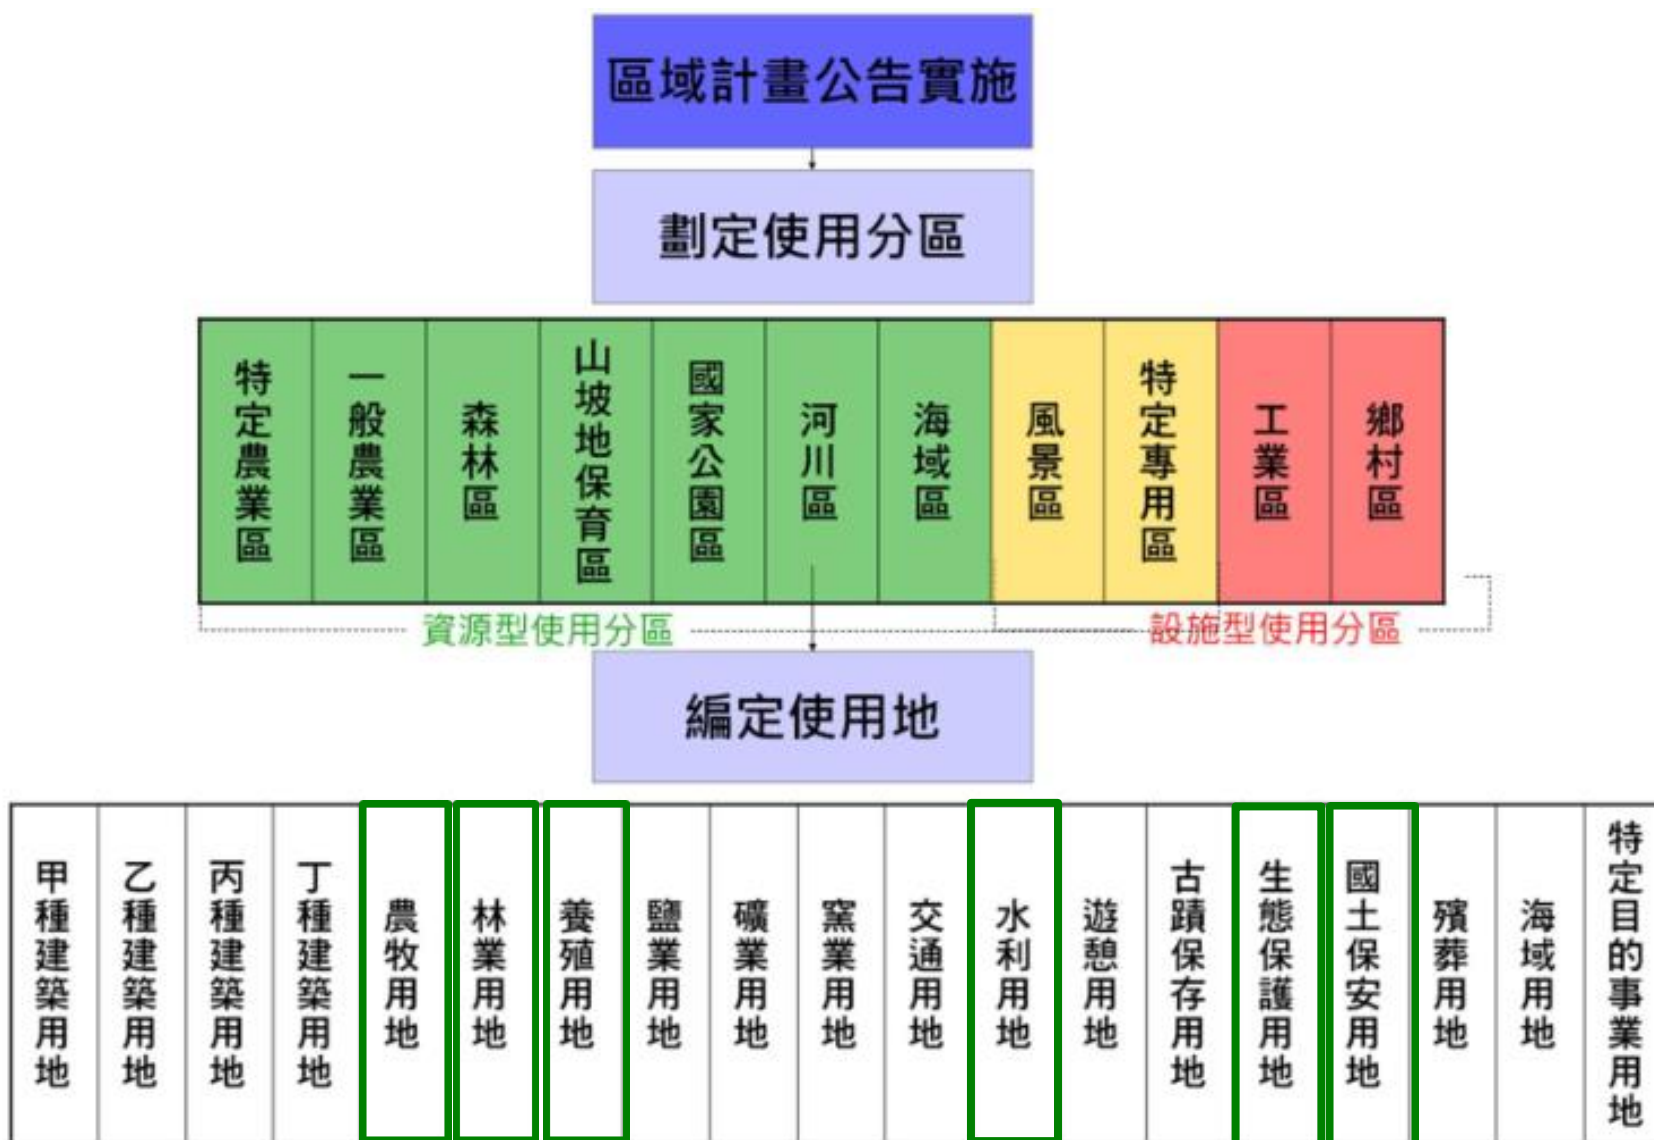 區域計畫公告實施
劃定使用分區
特定農業區
一般農業區
森林區
山坡地保育區
國家公園區
河川區
海域區
風景區
特定專用區
工業區
鄉村區
資源型使用分區
設施型使用分區
編定使用地
甲種建築用地
乙種建築用地
丙種建築用地
丁種建築用地
農牧用地
林業用地
養殖用地
鹽業用地
礦業用地
窯業用地
交通用地
水利用地
遊憩用地
古蹟保存用地
生態保護用地
國土保安用地
殯葬用地
海域用地
特定目的事業用地